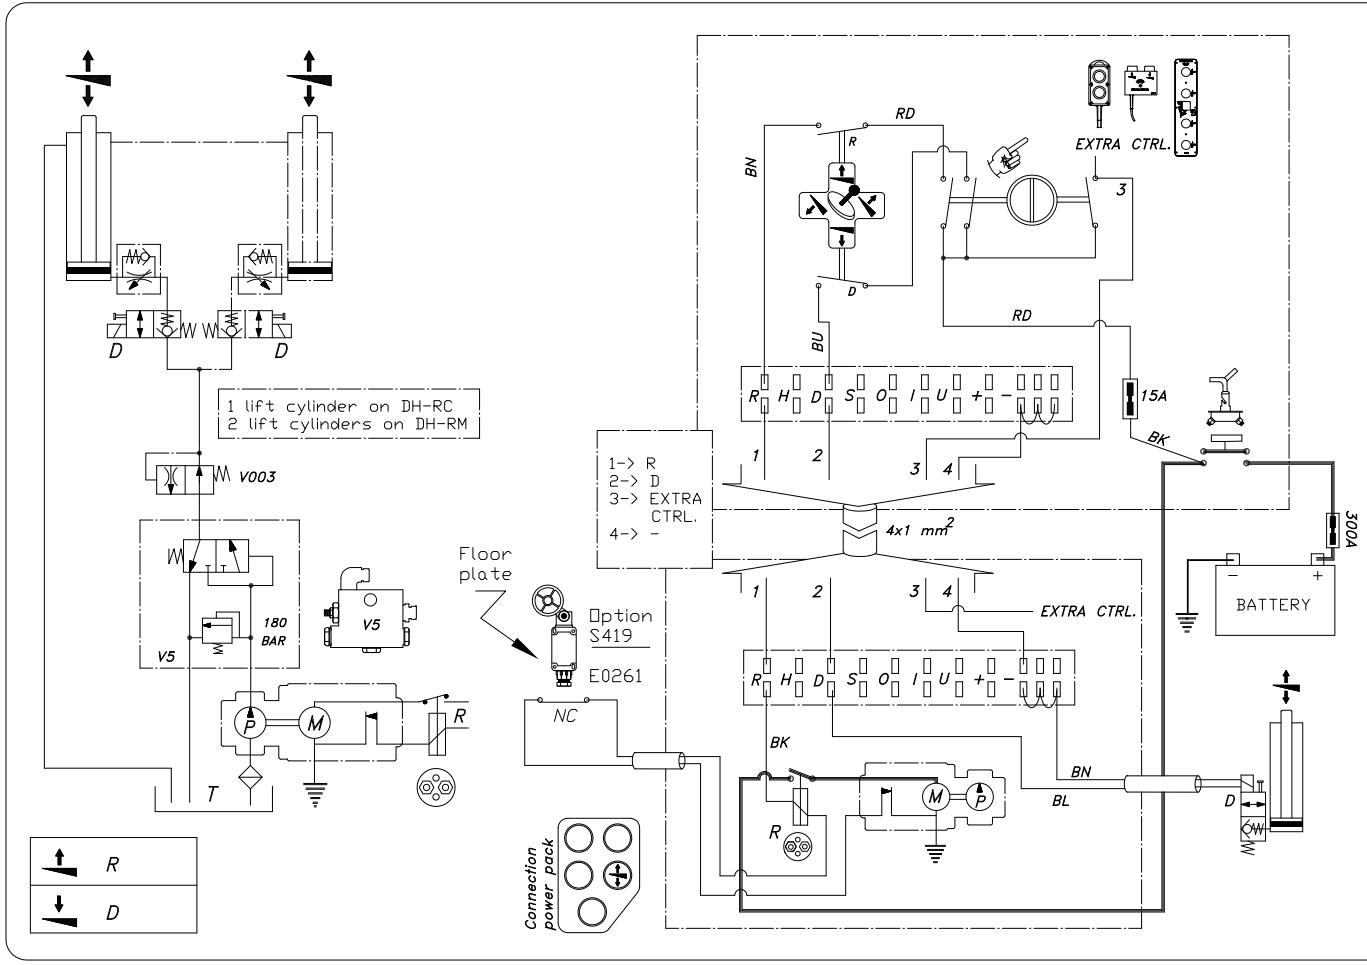 RD
R
EXTRA CTRL.
BN
3
D
BU
RD
D
D
1 lift cylinder on DH-RC
2 lift cylinders on DH-RM
R H D S O I U + -
15A
BK
1 2 3 4
V003
1-> R
2-> D
3-> EXTRA
CTRL.
4-> -
4x1 mm²
300A
- +
BATTERY
Floor
plate
180
BAR
V5
V5
Option
S419
E0261
1 2 3 4
EXTRA CTRL.
R H D S O I U + -
P
M
R
NC
BK
BN
BL
T
M
P
D
R
Connection
power pack
R
D